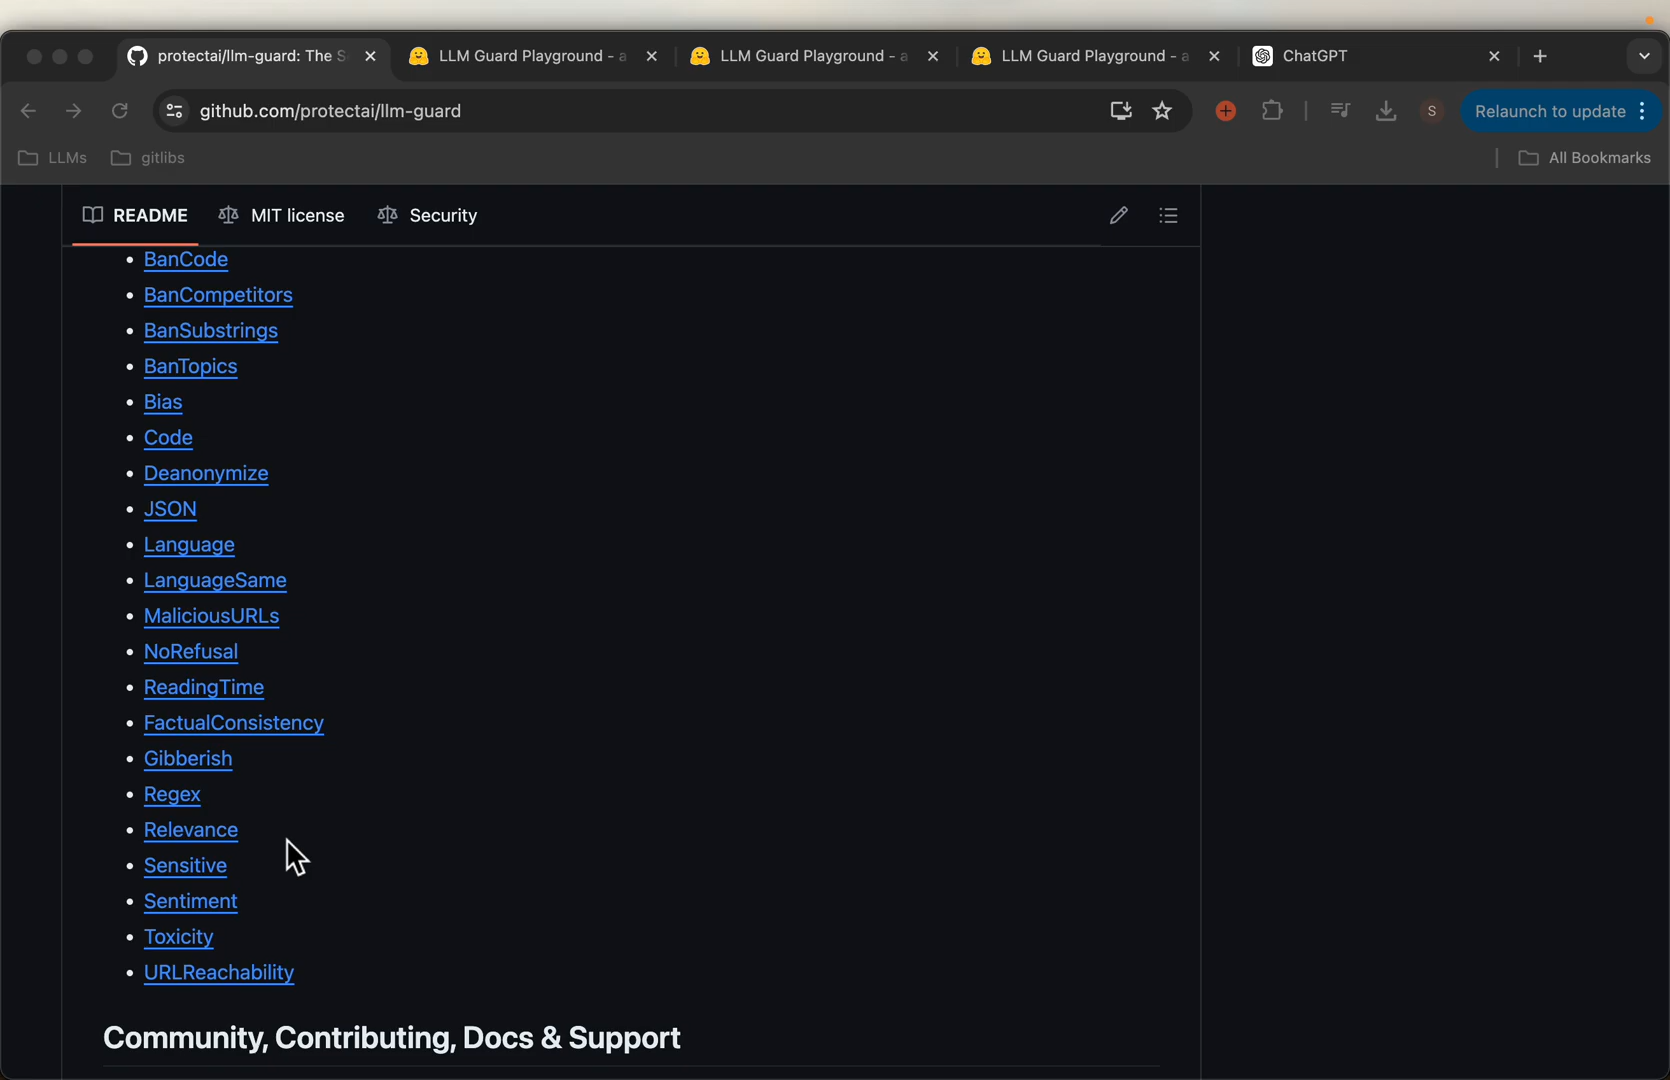 protectai/llm-guard: The S
LLM Guard Playground - a
LLM Guard Playground - a
LLM Guard Playground - a
ChatGPT
github.com/protectai/llm-guard
S
Relaunch to update
LLMs
gitlibs
All Bookmarks
README
MIT license
Security
BanCode
BanCompetitors
BanSubstrings
BanTopics
Bias
Code
Deanonymize
JSON
Language
LanguageSame
MaliciousURLs
NoRefusal
ReadingTime
FactualConsistency
Gibberish
Regex
Relevance
Sensitive
Sentiment
Toxicity
URLReachability
Community, Contributing, Docs & Support